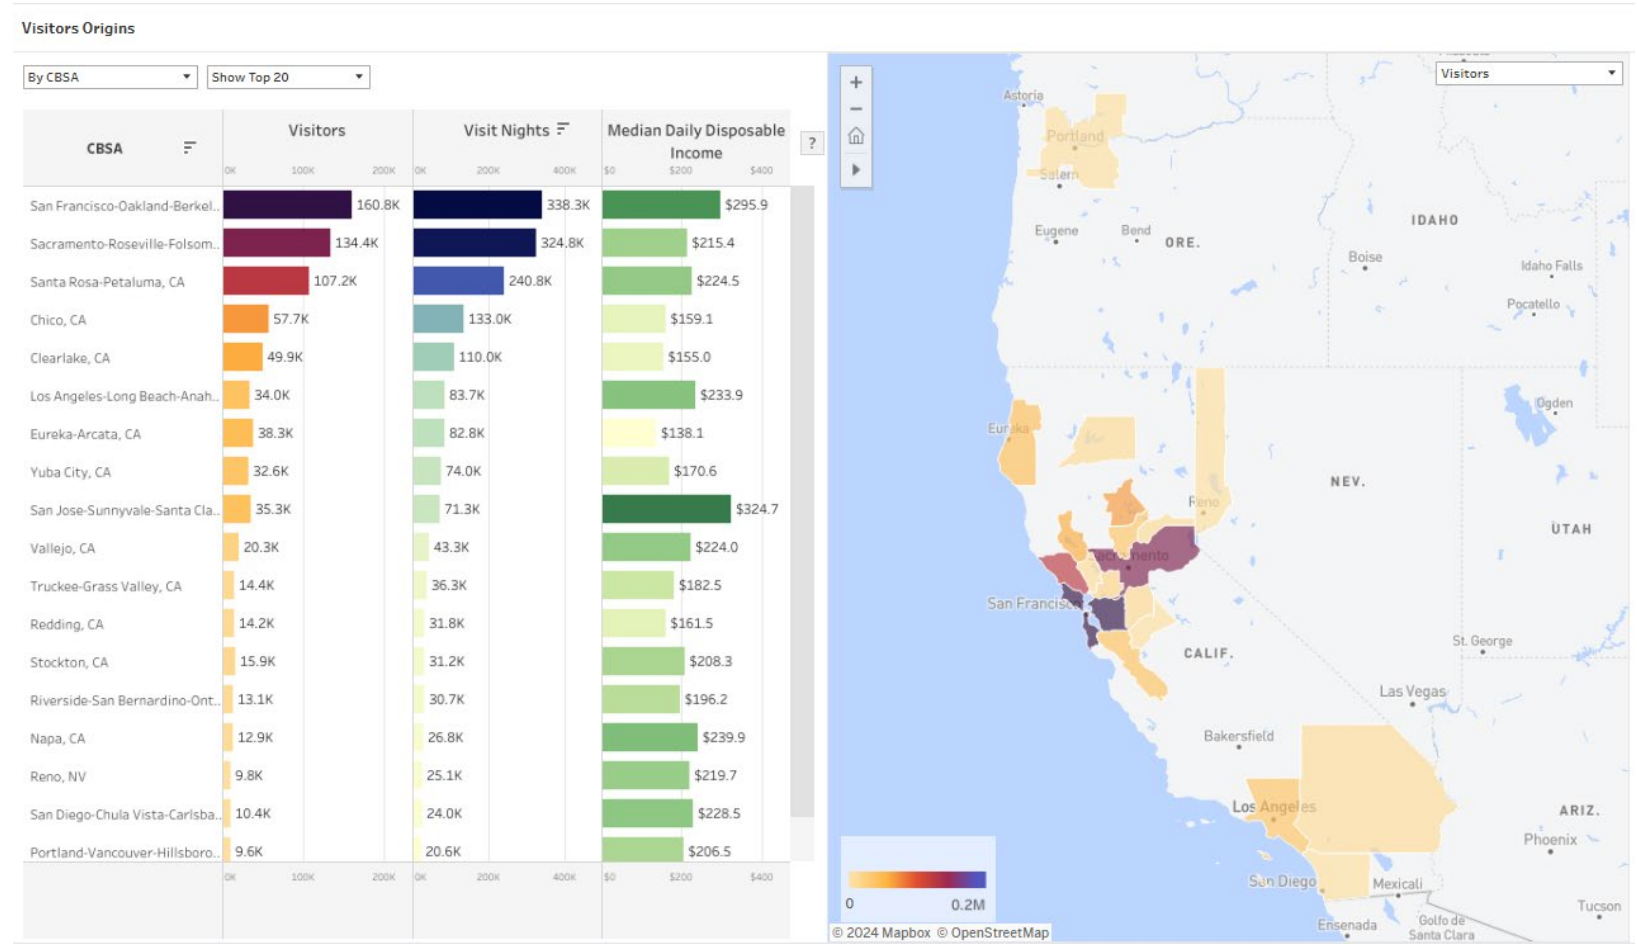 Visitors Origins
By CBSA
Show Top 20
CBSA
Visitors
Visit Nights
Median Daily Disposable
Income
?
0K 100K 200K 0K 200K 400K $0 $200 $400
San Francisco-Oakland-Berkel.. 160.8K 338.3K $295.9
Sacramento-Roseville-Folsom.. 134.4K 324.8K $215.4
Santa Rosa-Petaluma, CA 107.2K 240.8K $224.5
Chico, CA 57.7K 133.0K $159.1
Clearlake, CA 49.9K 110.0K $155.0
Los Angeles-Long Beach-Anah.. 34.0K 83.7K $233.9
Eureka-Arcata, CA 38.3K 82.8K $138.1
Yuba City, CA 32.6K 74.0K $170.6
San Jose-Sunnyvale-Santa Cla.. 35.3K 71.3K $324.7
Vallejo, CA 20.3K 43.3K $224.0
Truckee-Grass Valley, CA 14.4K 36.3K $182.5
Redding, CA 14.2K 31.8K $161.5
Stockton, CA 15.9K 31.2K $208.3
Riverside-San Bernardino-Ont.. 13.1K 30.7K $196.2
Napa, CA 12.9K 26.8K $239.9
Reno, NV 9.8K 25.1K $219.7
San Diego-Chula Vista-Carlsba.. 10.4K 24.0K $228.5
Portland-Vancouver-Hillsboro.. 9.6K 20.6K $206.5
0K 100K 200K 0K 200K 400K $0 $200 $400
Visitors
+
−
Astoria
Portland
Salem
Eugene
Bend
ORE.
IDAHO
Boise
Idaho Falls
Pocatello
Ogden
Eureka
Reno
NEV.
UTAH
Sacramento
San Francisco
CALIF.
St. George
Las Vegas
Bakersfield
Los Angeles
ARIZ.
Phoenix
San Diego
Mexicali
Tucson
Ensenada
Golfo de
Santa Clara
0 0.2M
© 2024 Mapbox © OpenStreetMap